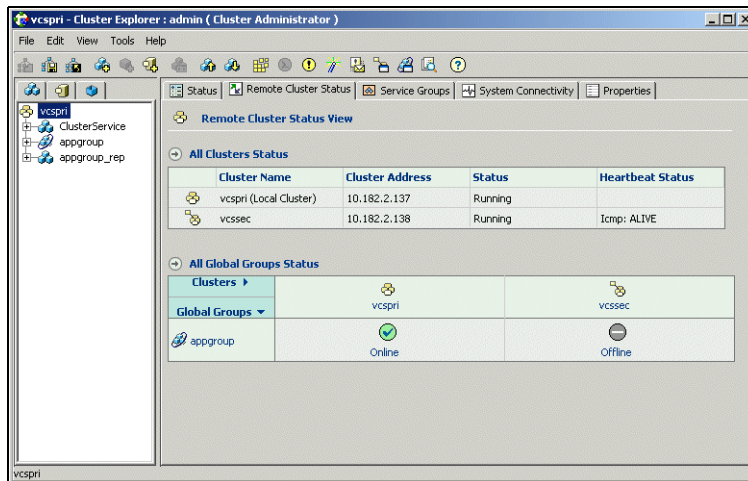 vcspri - Cluster Explorer : admin ( Cluster Administrator )
File Edit View Tools Help
Status Remote Cluster Status Service Groups System Connectivity Properties
vcspri
ClusterService
appgroup
appgroup_rep
Remote Cluster Status View
All Clusters Status
Cluster Name Cluster Address Status Heartbeat Status
vcspri (Local Cluster) 10.182.2.137 Running
vcssec 10.182.2.138 Running Icmp: ALIVE
All Global Groups Status
Clusters
Global Groups
vcspri vcssec
appgroup
Online Offline
vcspri